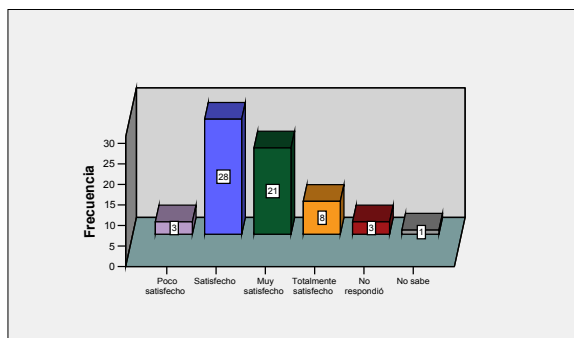 Frecuencia
30
25
20
15
10
5
0
3
28
21
8
3
1
Poco
satisfecho
Satisfecho
Muy
satisfecho
Totalmente
satisfecho
No
respondió
No sabe